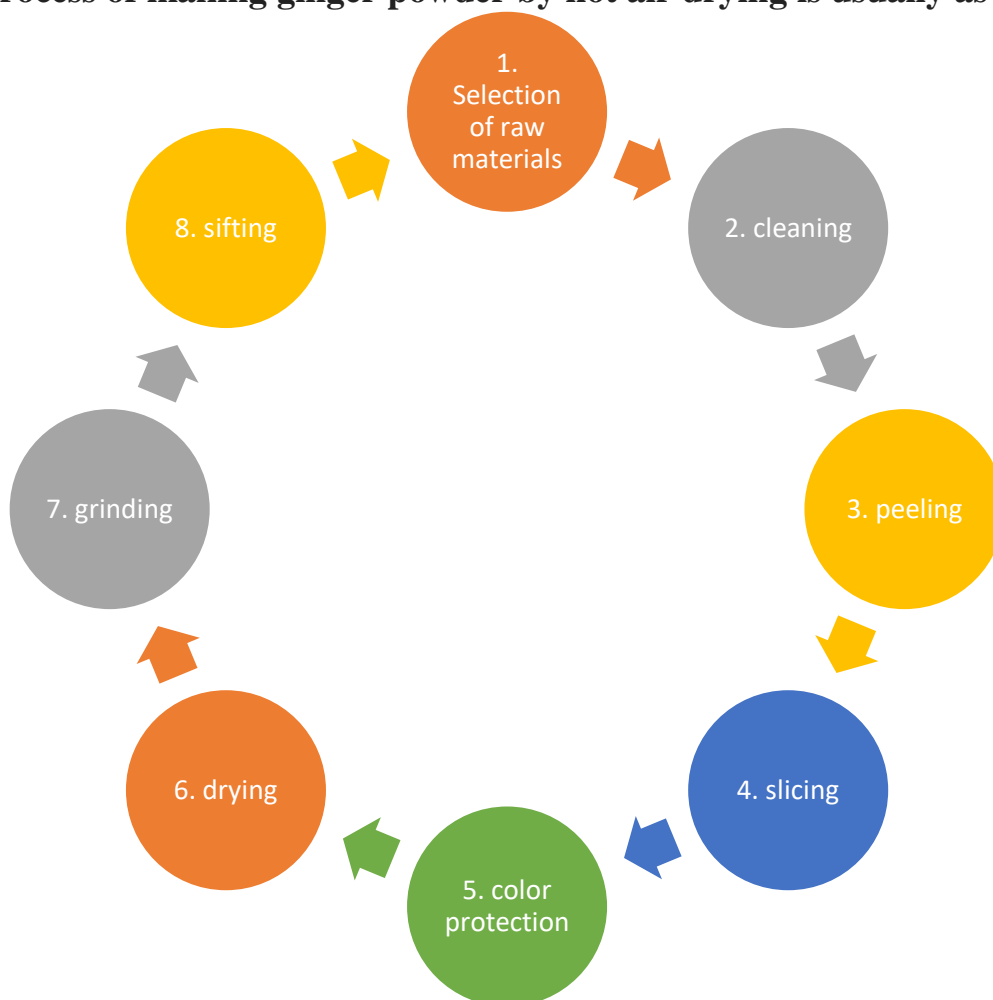 rocess of making ginger powder by hot air drying is usually as
1.
Selection
of raw
materials
2. cleaning
3. peeling
4. slicing
5. color
protection
6. drying
7. grinding
8. sifting